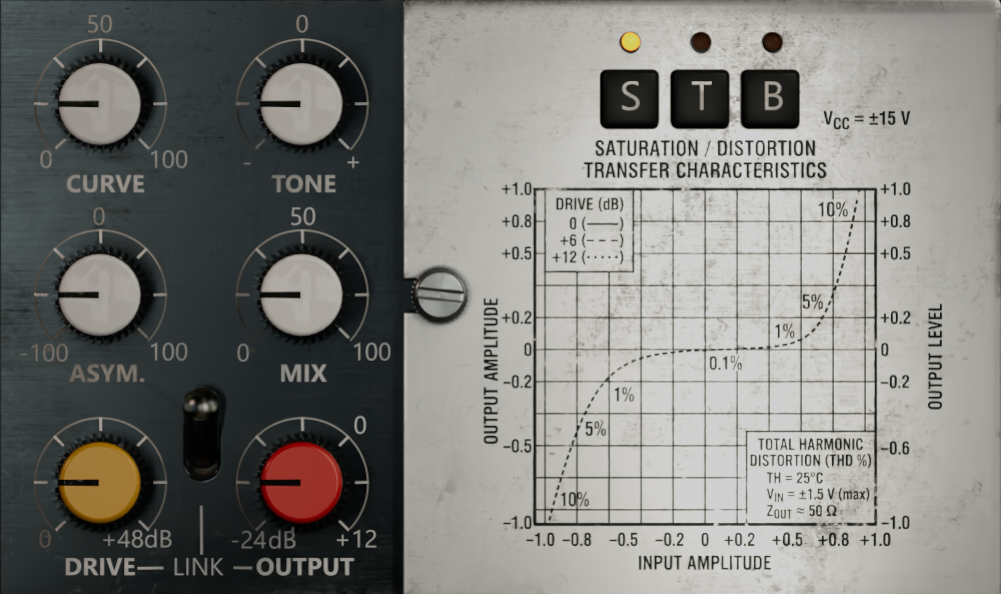 50
0 100
CURVE
0
- +
TONE
0
-100 100
ASYM.
50
0 100
MIX
0 +48dB
DRIVE
LINK
0
-24dB +12
OUTPUT
S T B
VCC = ±15 V
SATURATION / DISTORTION
TRANSFER CHARACTERISTICS
DRIVE (dB)
0 (——)
+6 (- - -)
+12 (·····)
+1.0
+0.8
+0.5
+0.2
0
-0.2
-0.5
-1.0
OUTPUT AMPLITUDE
10%
5%
1%
0.1%
1%
5%
10%
+1.0
+0.8
+0.5
+0.2
0
-0.2
-0.6
-1.0
OUTPUT LEVEL
TOTAL HARMONIC
DISTORTION (THD %)
TH = 25°C
VIN = ±1.5 V (max)
ZOUT ≈ 50 Ω
-1.0 -0.8 -0.5 -0.2 0 +0.2 +0.5 +0.8 +1.0
INPUT AMPLITUDE